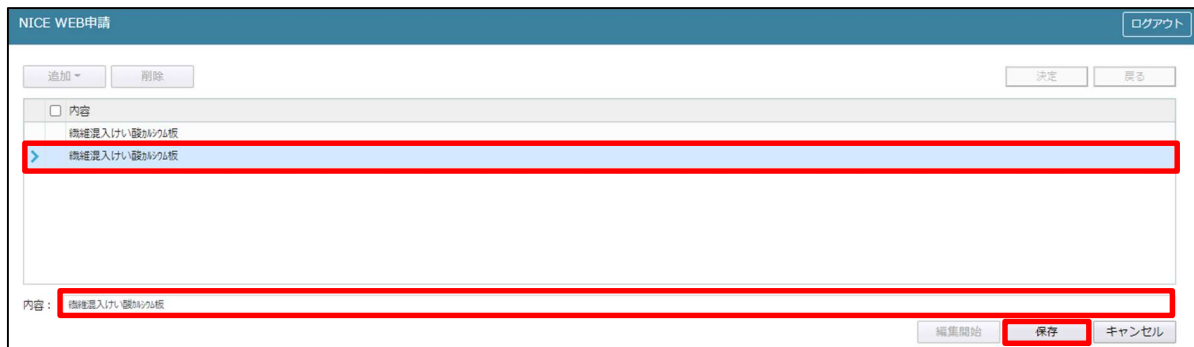 NICE WEB申請
ログアウト
追加 削除 決定 戻る
内容
繊維混入けい酸ｶﾙｼｳﾑ板
繊維混入けい酸ｶﾙｼｳﾑ板
内容： 繊維混入けい酸ｶﾙｼｳﾑ板
編集開始 保存 キャンセル